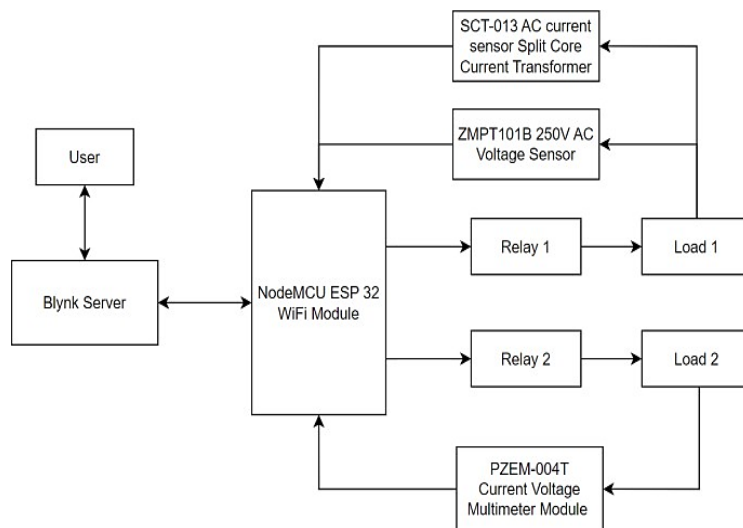 SCT-013 AC current
sensor Split Core
Current Transformer
ZMPT101B 250V AC
Voltage Sensor
User
Relay 1
Load 1
NodeMCU ESP 32
WiFi Module
Blynk Server
Relay 2
Load 2
PZEM-004T
Current Voltage
Multimeter Module